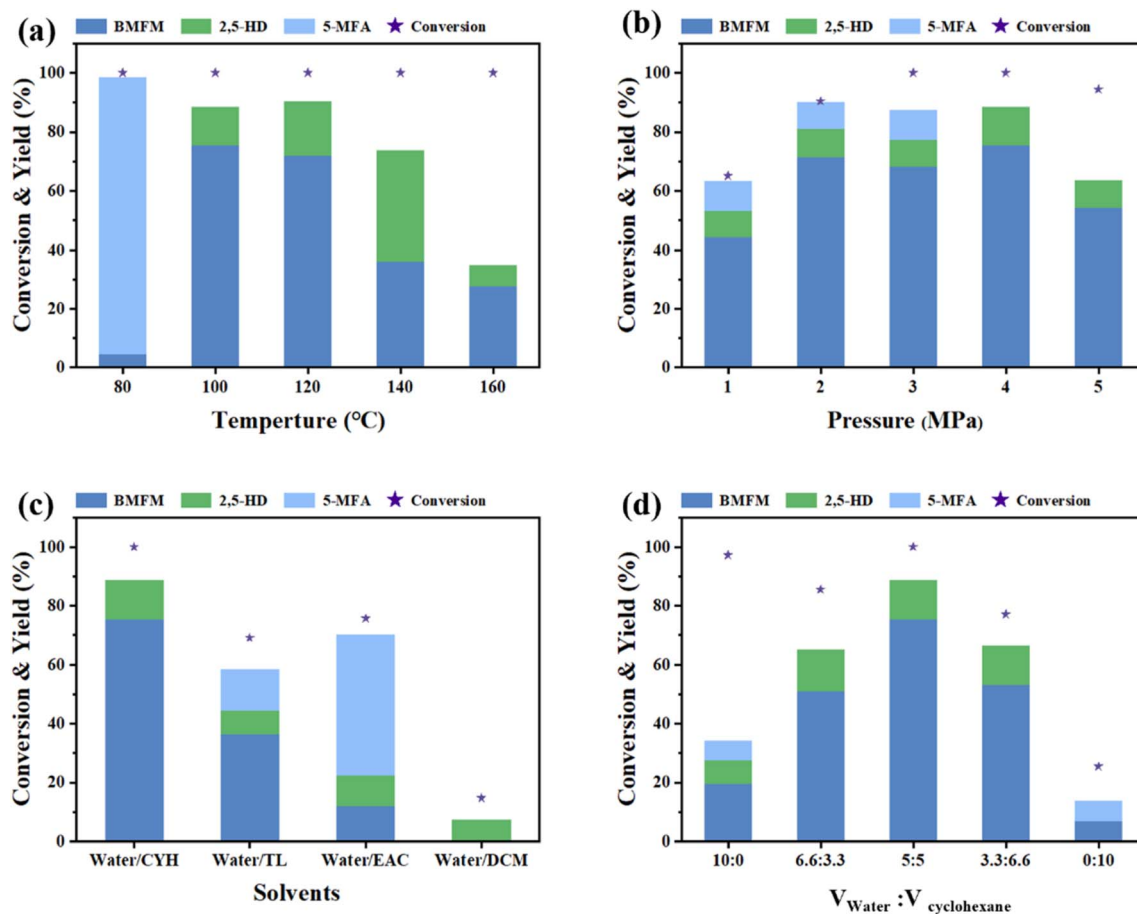 (a)
BMFM 2,5-HD 5-MFA Conversion
Conversion & Yield (%)
100
80
60
40
20
0
80 100 120 140 160
Temperture (°C)
(b)
BMFM 2,5-HD 5-MFA Conversion
Conversion & Yield (%)
100
80
60
40
20
0
1 2 3 4 5
Pressure (MPa)
(c)
BMFM 2,5-HD 5-MFA Conversion
Conversion & Yield (%)
100
80
60
40
20
0
Water/CYH Water/TL Water/EAC Water/DCM
Solvents
(d)
BMFM 2,5-HD 5-MFA Conversion
Conversion & Yield (%)
100
80
60
40
20
0
10:0 6.6:3.3 5:5 3.3:6.6 0:10
V Water :V cyclohexane